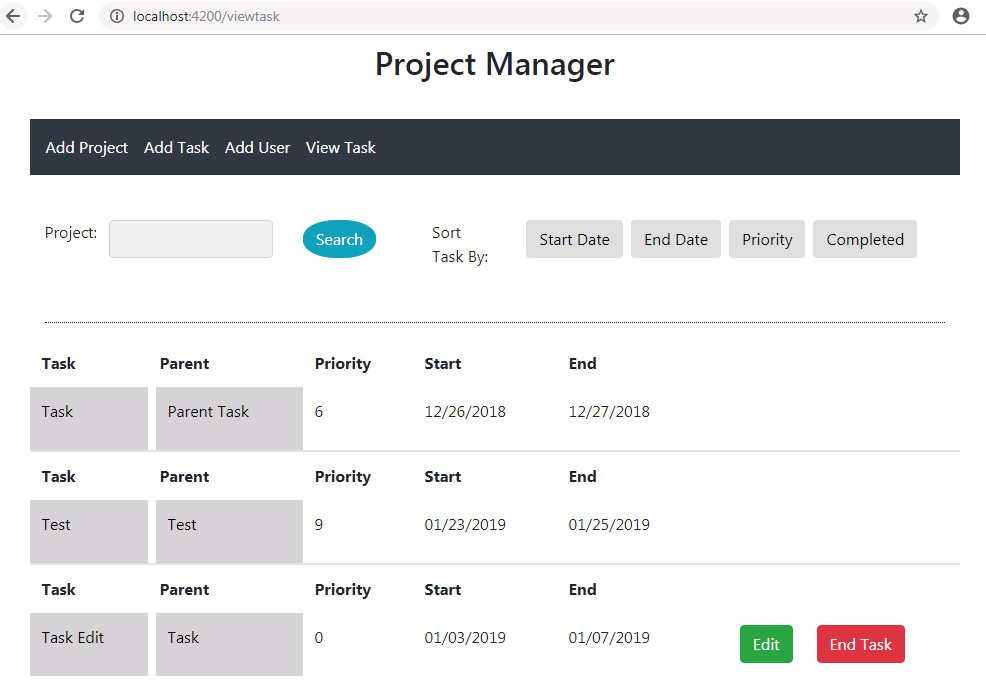 localhost:4200/viewtask
Project Manager
Add Project Add Task Add User View Task
Project: Search Sort Task By: Start Date End Date Priority Completed
Task Parent Priority Start End
Task Parent Task 6 12/26/2018 12/27/2018
Task Parent Priority Start End
Test Test 9 01/23/2019 01/25/2019
Task Parent Priority Start End
Task Edit Task 0 01/03/2019 01/07/2019 Edit End Task